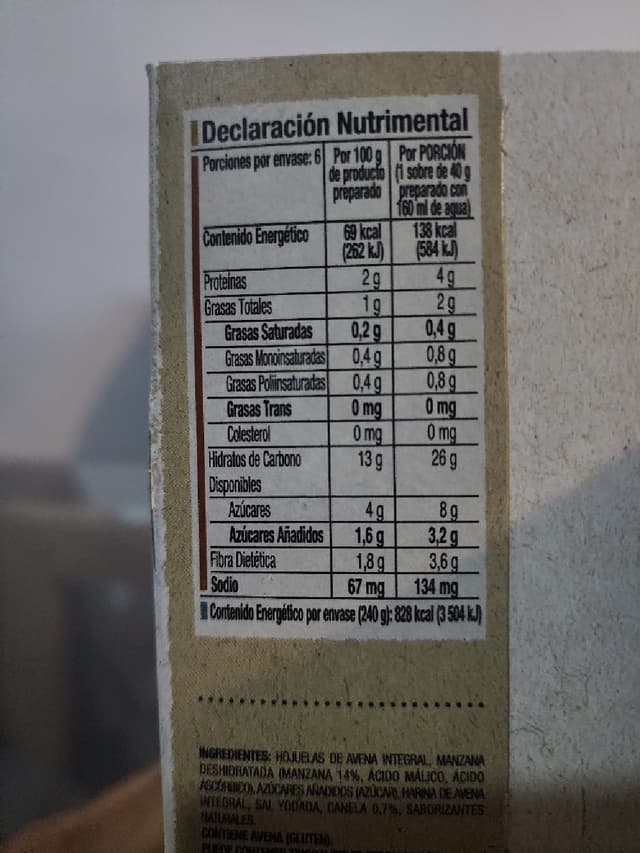 Declaración Nutrimental
Porciones por envase: 6 Por 100 g de producto preparado Por PORCIÓN (1 sobre de 40 g preparado con 160 ml de agua)
Contenido Energético 69 kcal (262 kJ) 138 kcal (584 kJ)
Proteínas 2 g 4 g
Grasas Totales 1 g 2 g
Grasas Saturadas 0,2 g 0,4 g
Grasas Monoinsaturadas 0,4 g 0,8 g
Grasas Poliinsaturadas 0,4 g 0,8 g
Grasas Trans 0 mg 0 mg
Colesterol 0 mg 0 mg
Hidratos de Carbono Disponibles 13 g 26 g
Azúcares 4 g 8 g
Azúcares Añadidos 1,6 g 3,2 g
Fibra Dietética 1,8 g 3,6 g
Sodio 67 mg 134 mg
Contenido Energético por envase (240 g): 828 kcal (3 504 kJ)
INGREDIENTES: HOJUELAS DE AVENA INTEGRAL, MANZANA
DESHIDRATADA (MANZANA 14%, ÁCIDO MÁLICO, ÁCIDO
ASCÓRBICO), AZÚCARES AÑADIDOS (AZÚCAR), HARINA DE AVENA
INTEGRAL, SAL YODADA, CANELA 0,7%, SABORIZANTES
NATURALES.
CONTIENE AVENA (GLUTEN).
PUEDE CONTENER